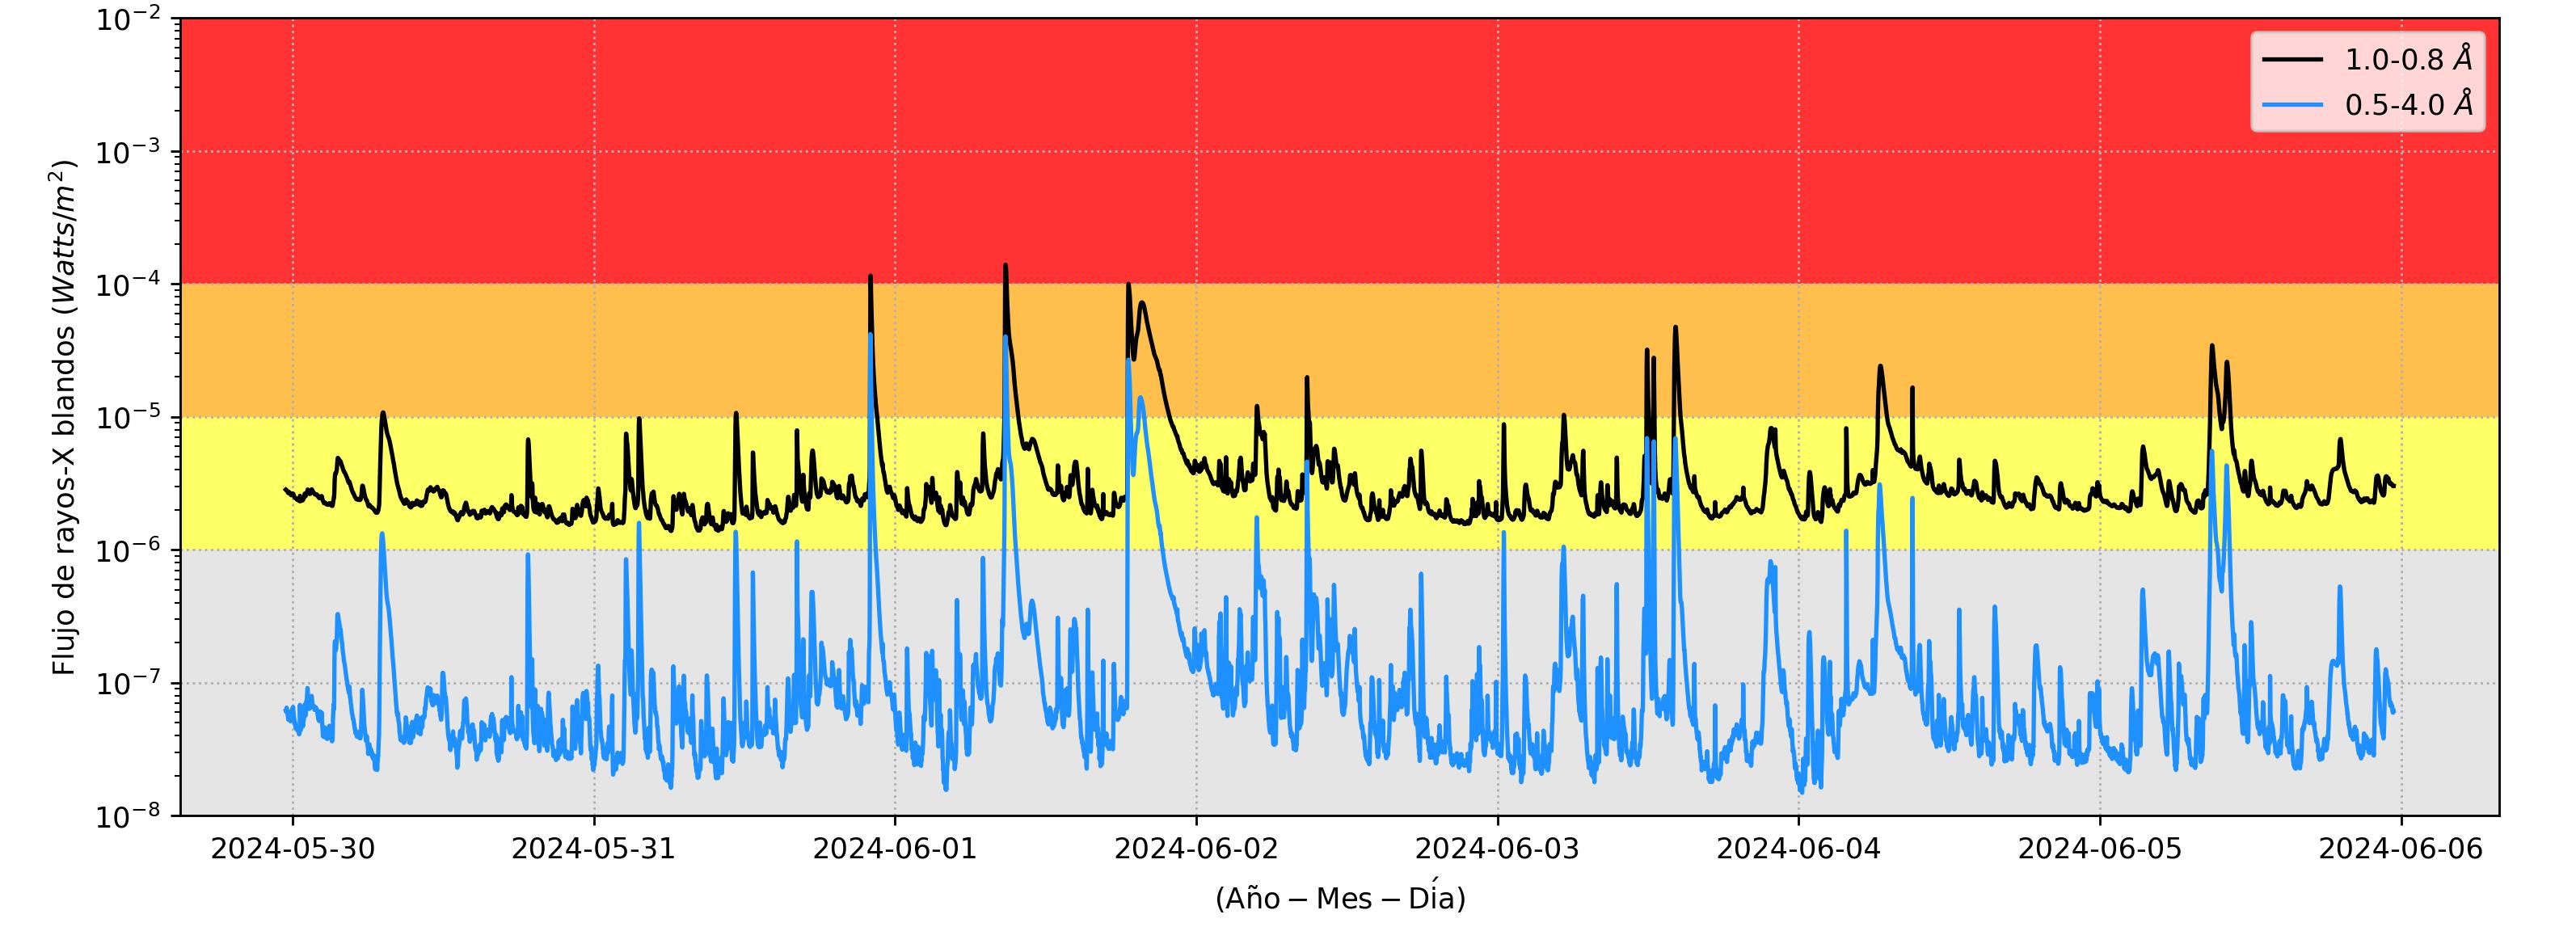 Flujo de rayos-X blandos (Watts/m²)
10⁻²
10⁻³
10⁻⁴
10⁻⁵
10⁻⁶
10⁻⁷
10⁻⁸
1.0-0.8 Å
0.5-4.0 Å
2024-05-30 2024-05-31 2024-06-01 2024-06-02 2024-06-03 2024-06-04 2024-06-05 2024-06-06
(Año − Mes − Día)